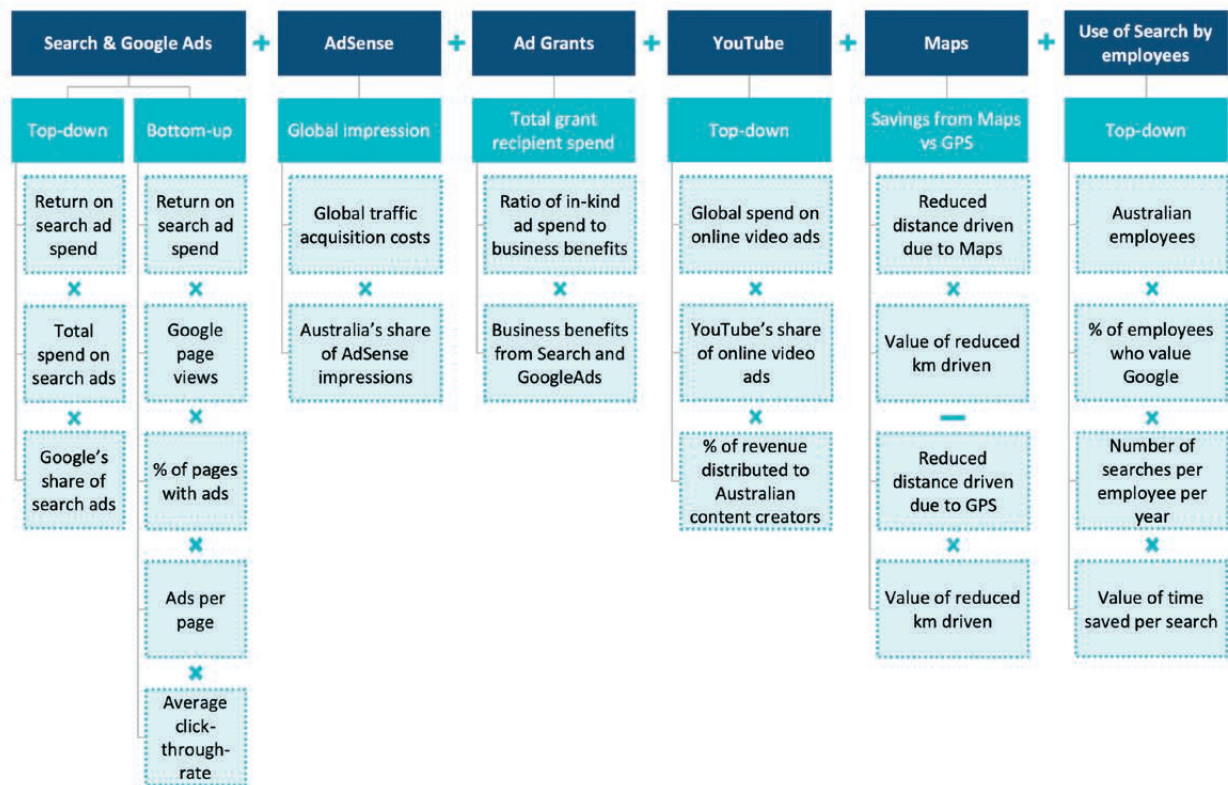 Search & Google Ads
+
AdSense
+
Ad Grants
+
YouTube
+
Maps
+
Use of Search by
employees
Top-down
Bottom-up
Global impression
Total grant
recipient spend
Top-down
Savings from Maps
vs GPS
Top-down
Return on
search ad
spend
×
Total
spend on
search ads
×
Google's
share of
search ads
Return on
search ad
spend
×
Google
page
views
×
% of pages
with ads
×
Ads per
page
×
Average
click-
through-
rate
Global traffic
acquisition costs
×
Australia's share
of AdSense
impressions
Ratio of in-kind
ad spend to
business benefits
×
Business benefits
from Search and
GoogleAds
Global spend on
online video ads
×
YouTube's share
of online video
ads
×
% of revenue
distributed to
Australian
content creators
Reduced
distance driven
due to Maps
×
Value of reduced
km driven
—
Reduced
distance driven
due to GPS
×
Value of reduced
km driven
Australian
employees
×
% of employees
who value
Google
×
Number of
searches per
employee per
year
×
Value of time
saved per search